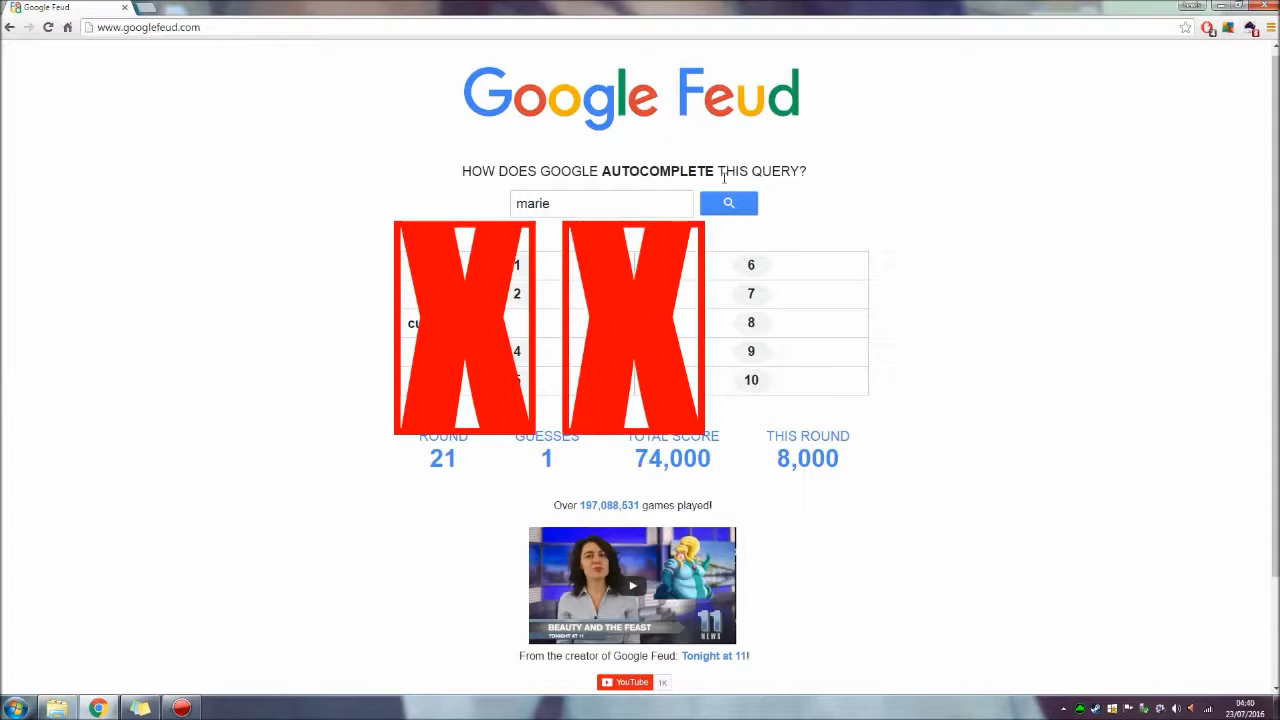 Google Feud
www.googlefeud.com
Google Feud
HOW DOES GOOGLE AUTOCOMPLETE THIS QUERY?
marie
X X
1 6
2 7
8
4 9
10
ROUND GUESSES TOTAL SCORE THIS ROUND
21 1 74,000 8,000
Over 197,088,531 games played!
11
NEWS
BEAUTY AND THE FEAST
TONIGHT AT 11
From the creator of Google Feud: Tonight at 11!
YouTube 1K
04:40
23/07/2016